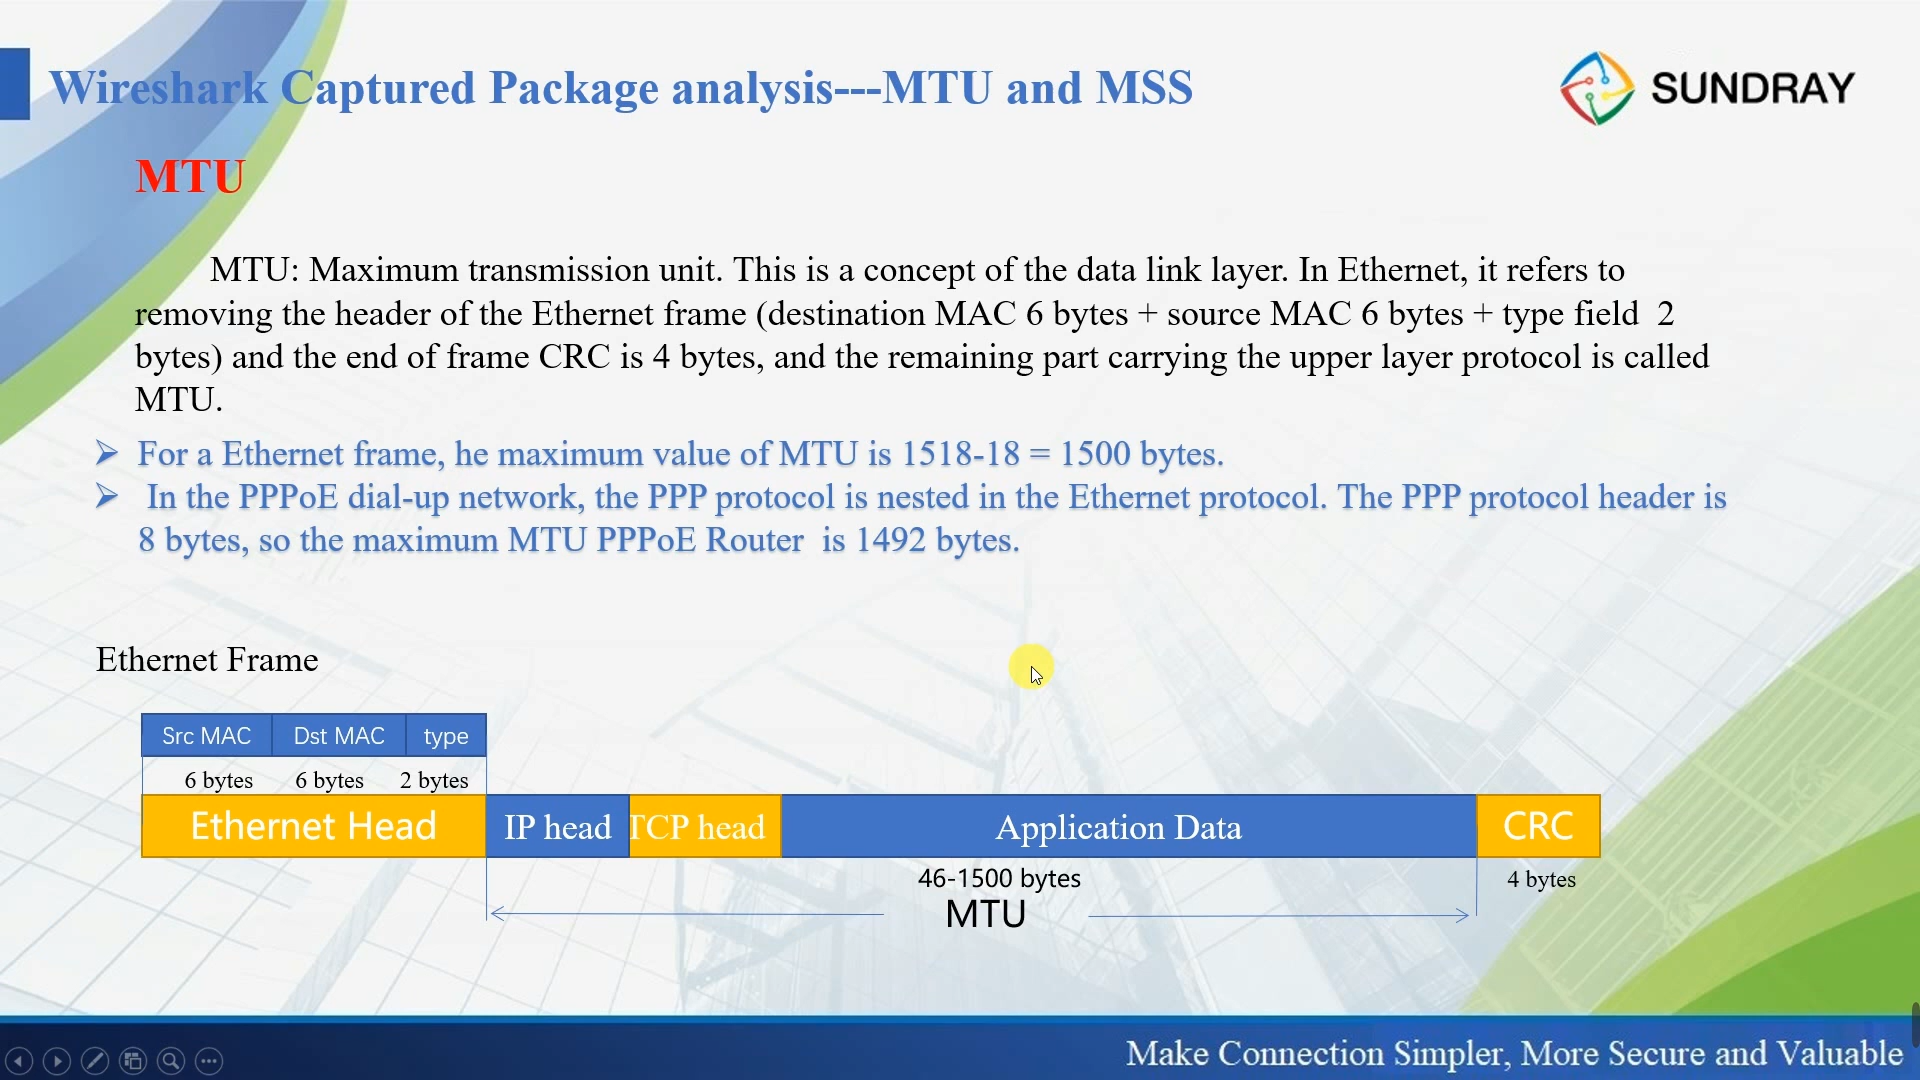 Wireshark Captured Package analysis---MTU and MSS
SUNDRAY
MTU
MTU: Maximum transmission unit. This is a concept of the data link layer. In Ethernet, it refers to
removing the header of the Ethernet frame (destination MAC 6 bytes + source MAC 6 bytes + type field 2
bytes) and the end of frame CRC is 4 bytes, and the remaining part carrying the upper layer protocol is called
MTU.
➢ For a Ethernet frame, he maximum value of MTU is 1518-18 = 1500 bytes.
➢ In the PPPoE dial-up network, the PPP protocol is nested in the Ethernet protocol. The PPP protocol header is
8 bytes, so the maximum MTU PPPoE Router is 1492 bytes.
Ethernet Frame
Src MAC Dst MAC type
6 bytes 6 bytes 2 bytes
Ethernet Head IP head TCP head Application Data CRC
46-1500 bytes 4 bytes
MTU
Make Connection Simpler, More Secure and Valuable